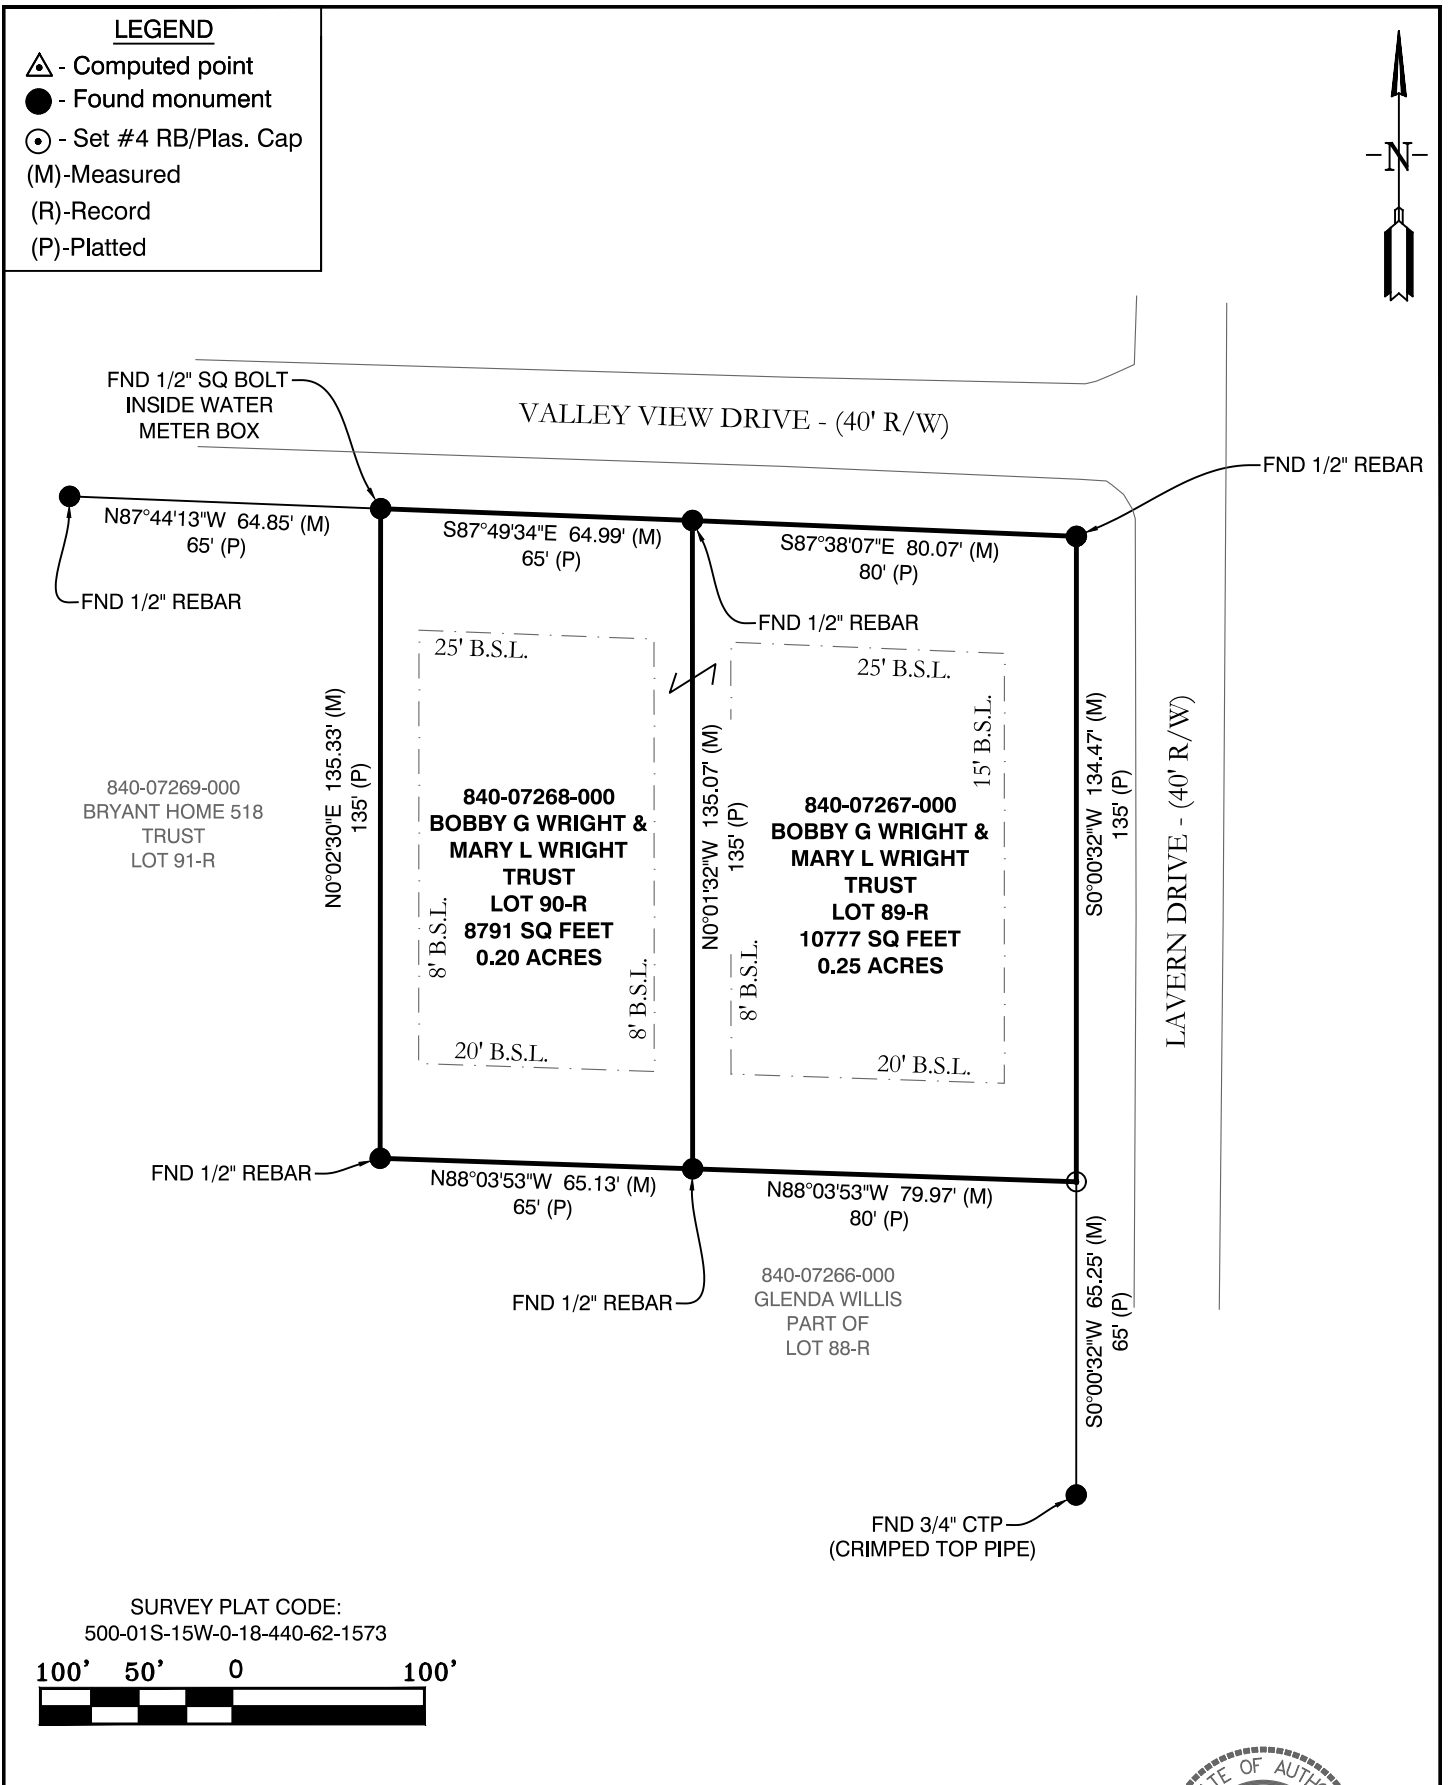 LEGEND
- Computed point
- Found monument
- Set #4 RB/Plas. Cap
(M)-Measured
(R)-Record
(P)-Platted
-N-
FND 1/2" SQ BOLT
INSIDE WATER
METER BOX
VALLEY VIEW DRIVE - (40' R/W)
FND 1/2" REBAR
N87°44'13"W 64.85' (M)
65' (P)
S87°49'34"E 64.99' (M)
65' (P)
S87°38'07"E 80.07' (M)
80' (P)
FND 1/2" REBAR
FND 1/2" REBAR
25' B.S.L.
25' B.S.L.
15' B.S.L.
N0°02'30"E 135.33' (M)
135' (P)
N0°01'32"W 135.07' (M)
135' (P)
S0°00'32"W 134.47' (M)
135' (P)
LAVERN DRIVE - (40' R/W)
840-07269-000
BRYANT HOME 518
TRUST
LOT 91-R
840-07268-000
BOBBY G WRIGHT &
MARY L WRIGHT
TRUST
LOT 90-R
8791 SQ FEET
0.20 ACRES
840-07267-000
BOBBY G WRIGHT &
MARY L WRIGHT
TRUST
LOT 89-R
10777 SQ FEET
0.25 ACRES
8' B.S.L.
8' B.S.L.
8' B.S.L.
20' B.S.L.
20' B.S.L.
FND 1/2" REBAR
N88°03'53"W 65.13' (M)
65' (P)
N88°03'53"W 79.97' (M)
80' (P)
FND 1/2" REBAR
840-07266-000
GLENDA WILLIS
PART OF
LOT 88-R
S0°00'32"W 65.25' (M)
65' (P)
FND 3/4" CTP
(CRIMPED TOP PIPE)
SURVEY PLAT CODE:
500-01S-15W-0-18-440-62-1573
100' 50' 0 100'
OF